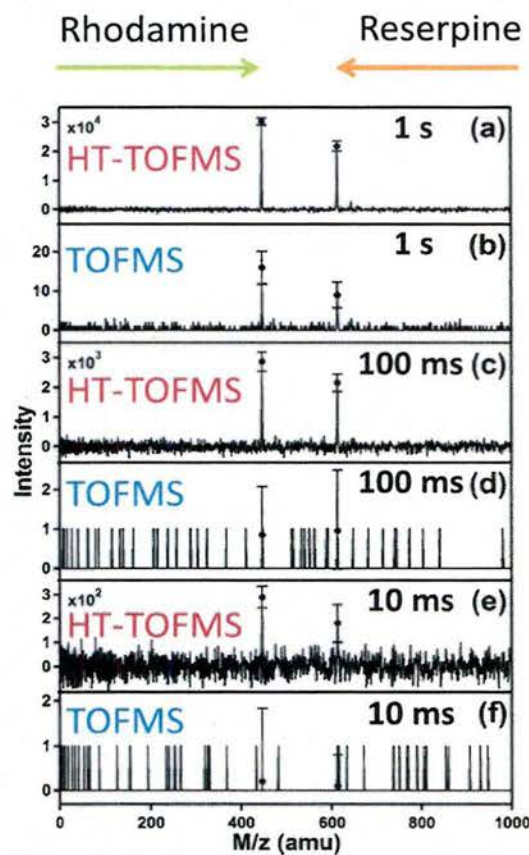 Rhodamine Reserpine
x10⁴ 1 s (a)
3
HT-TOFMS
2
1
0
TOFMS 1 s (b)
20
10
0
x10³ 100 ms (c)
3
HT-TOFMS
2
1
0
TOFMS 100 ms (d)
2
1
0
x10² 10 ms (e)
3
HT-TOFMS
2
1
0
TOFMS 10 ms (f)
2
1
0
0 200 400 600 800 1000
M/z (amu)
Intensity